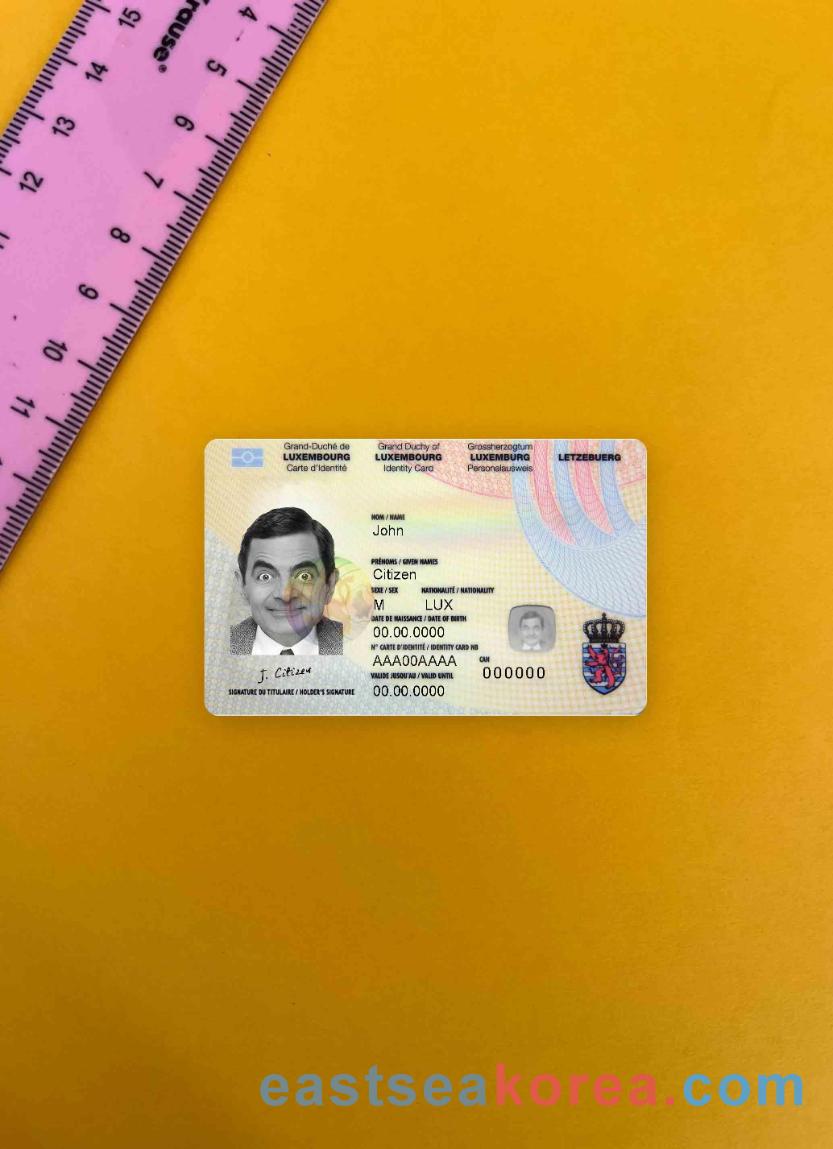 Krause®
15
14
13
12
11
10
9
8
7
6
5
4
Grand-Duché de
LUXEMBOURG
Carte d'Identité
Grand Duchy of
LUXEMBOURG
Identity Card
Grossherzogtum
LUXEMBURG
Personalausweis
LETZEBUERG
NOM / NAME
John
PRÉNOMS / GIVEN NAMES
Citizen
SEXE / SEX NATIONALITÉ / NATIONALITY
M LUX
DATE DE NAISSANCE / DATE OF BIRTH
00.00.0000
N° CARTE D'IDENTITÉ / IDENTITY CARD NB
AAA00AAAA
CAN
000000
VALIDE JUSQU'AU / VALID UNTIL
00.00.0000
J. Citizen
SIGNATURE DU TITULAIRE / HOLDER'S SIGNATURE
eastseakorea.com